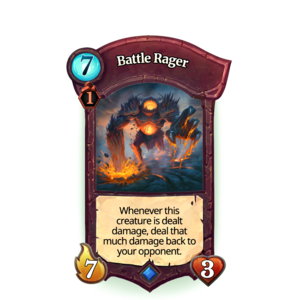 7
Battle Rager
1
Whenever this
creature is dealt
damage, deal that
much damage back to
your opponent.
7
3